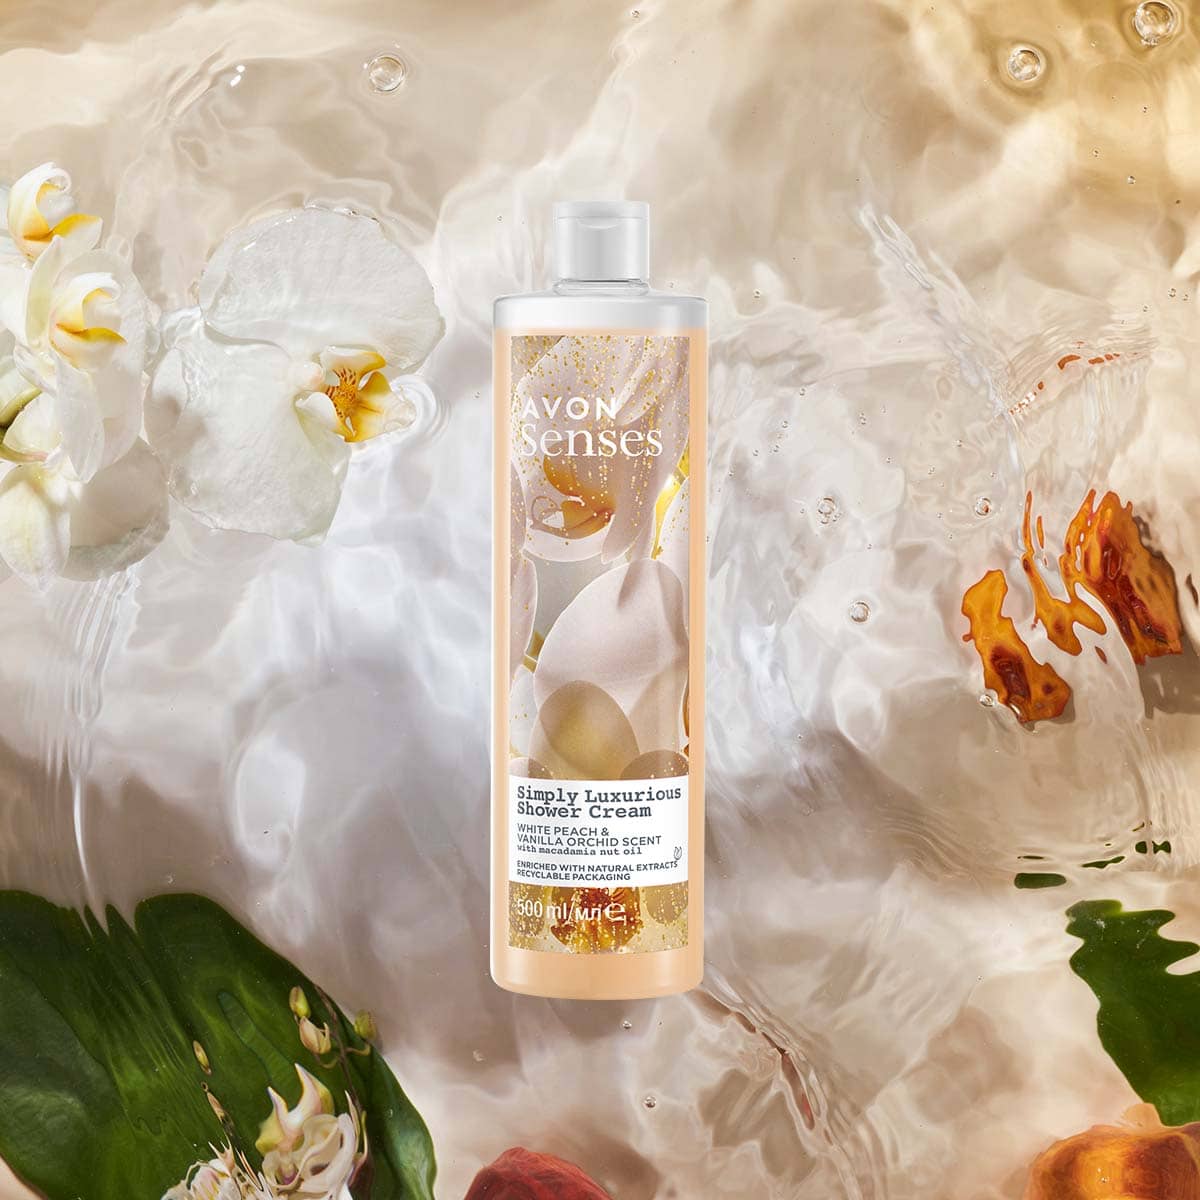 AVON
Senses
Simply Luxurious
Shower Cream
WHITE PEACH &
VANILLA ORCHID SCENT
with macadamia nut oil
ENRICHED WITH NATURAL EXTRACTS
RECYCLABLE PACKAGING
500 ml/мл ℮